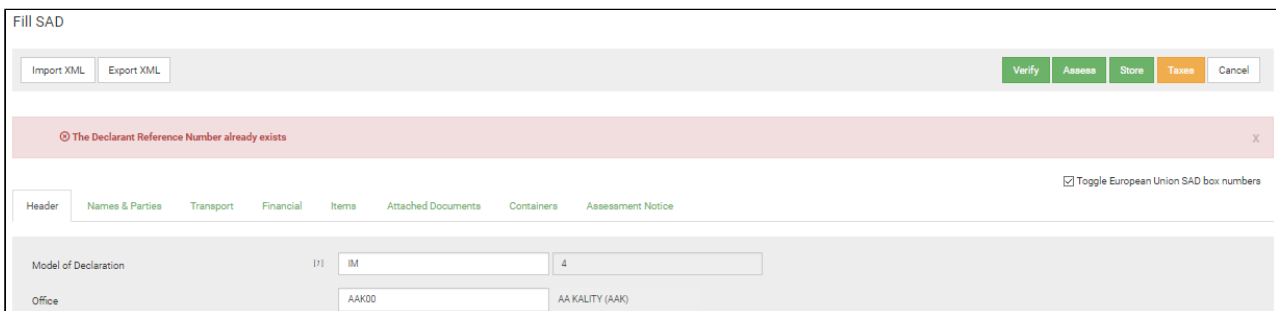 Fill SAD
Import XML Export XML Verify Assess Store Taxes Cancel
The Declarant Reference Number already exists X
Toggle European Union SAD box numbers
Header Names & Parties Transport Financial Items Attached Documents Containers Assessment Notice
Model of Declaration [?] IM 4
Office AAK00 AA KALITY (AAK)